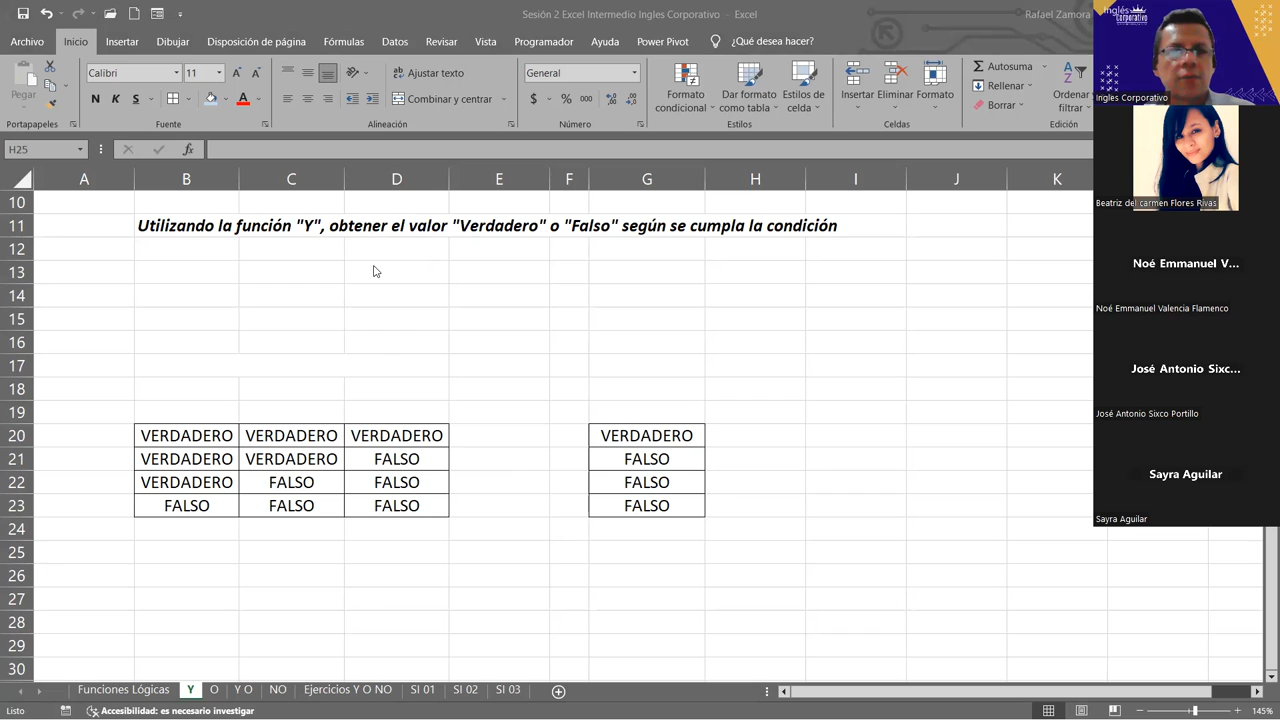 Sesión 2 Excel Intermedio Ingles Corporativo - Excel
Rafael Zamora
Archivo Inicio Insertar Dibujar Disposición de página Fórmulas Datos Revisar Vista Programador Ayuda Power Pivot ¿Qué desea hacer?
Pegar
Calibri 11
N K S A
Ajustar texto
Combinar y centrar
General
$ % 000
Formato condicional
Dar formato como tabla
Estilos de celda
Insertar Eliminar Formato
Autosuma
Rellenar
Borrar
Ordenar
filtrar
Portapapeles Fuente Alineación Número Estilos Celdas Edición
H25 fx
A B C D E F G H I J K
10
11 Utilizando la función "Y", obtener el valor "Verdadero" o "Falso" según se cumpla la condición
12
13
14
15
16
17
18
19
20 VERDADERO VERDADERO VERDADERO VERDADERO
21 VERDADERO VERDADERO FALSO FALSO
22 VERDADERO FALSO FALSO FALSO
23 FALSO FALSO FALSO FALSO
24
25
26
27
28
29
30
Funciones Lógicas Y O Y O NO Ejercicios Y O NO SI 01 SI 02 SI 03
Listo Accesibilidad: es necesario investigar 145%
Inglés
Corporativo
Ingles Corporativo
Beatriz del carmen Flores Rivas
Noé Emmanuel V...
Noé Emmanuel Valencia Flamenco
José Antonio Sixc...
José Antonio Sixco Portillo
Sayra Aguilar
Sayra Aguilar